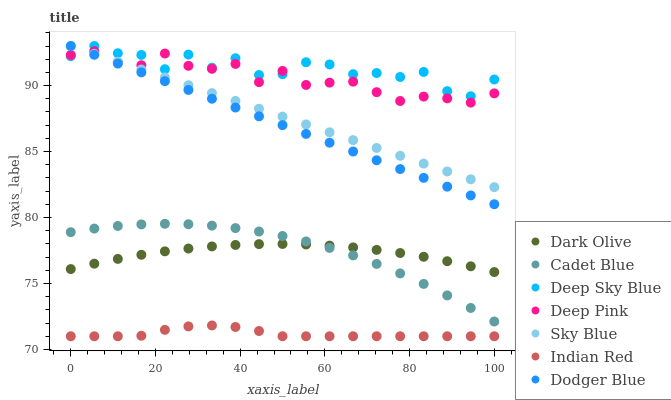 title
90
85
80
75
70
0
20
40
60
80
100
xaxis_label
yaxis_label
Dark Olive
Cadet Blue
Deep Sky Blue
Deep Pink
Sky Blue
Indian Red
Dodger Blue